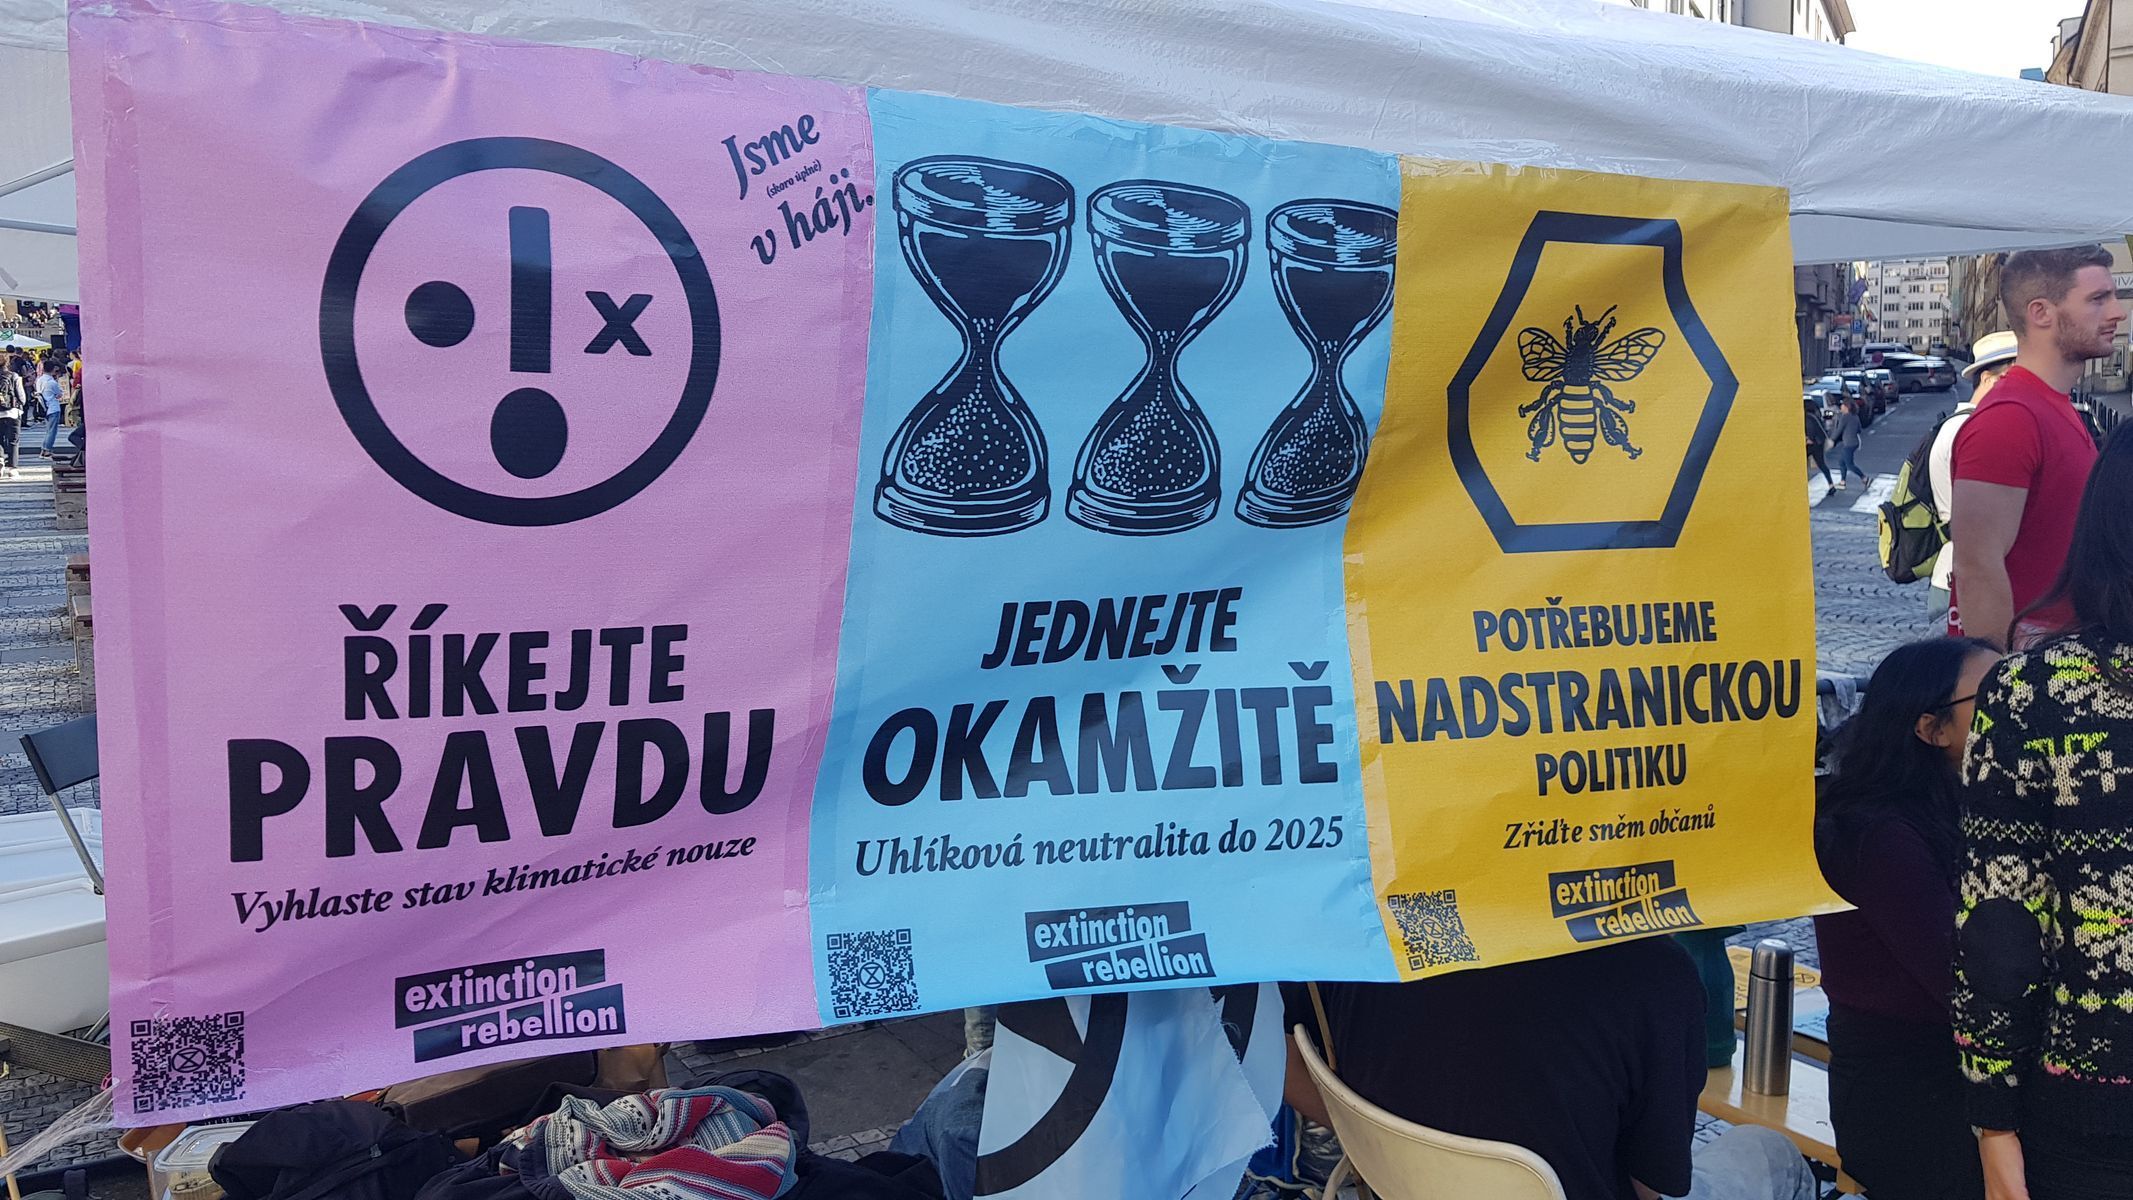 Jsme
(skoro úplně)
v háji.
ŘÍKEJTE
PRAVDU
Vyhlaste stav klimatické nouze
extinction
rebellion
JEDNEJTE
OKAMŽITĚ
Uhlíková neutralita do 2025
extinction
rebellion
POTŘEBUJEME
NADSTRANICKOU
POLITIKU
Zřiďte sněm občanů
extinction
rebellion